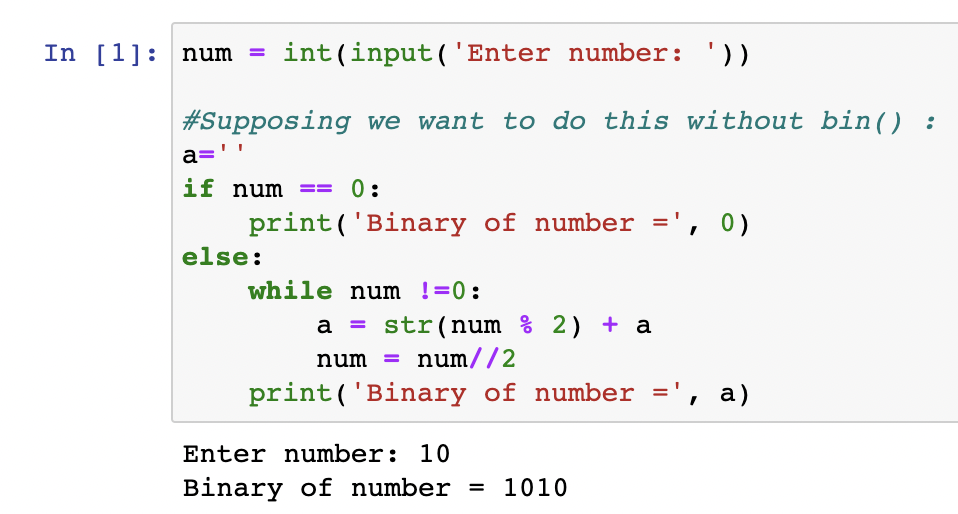 In [1]: num = int(input('Enter number: '))
#Supposing we want to do this without bin() :
a=''
if num == 0:
    print('Binary of number =', 0)
else:
    while num !=0:
        a = str(num % 2) + a
        num = num//2
    print('Binary of number =', a)
Enter number: 10
Binary of number = 1010